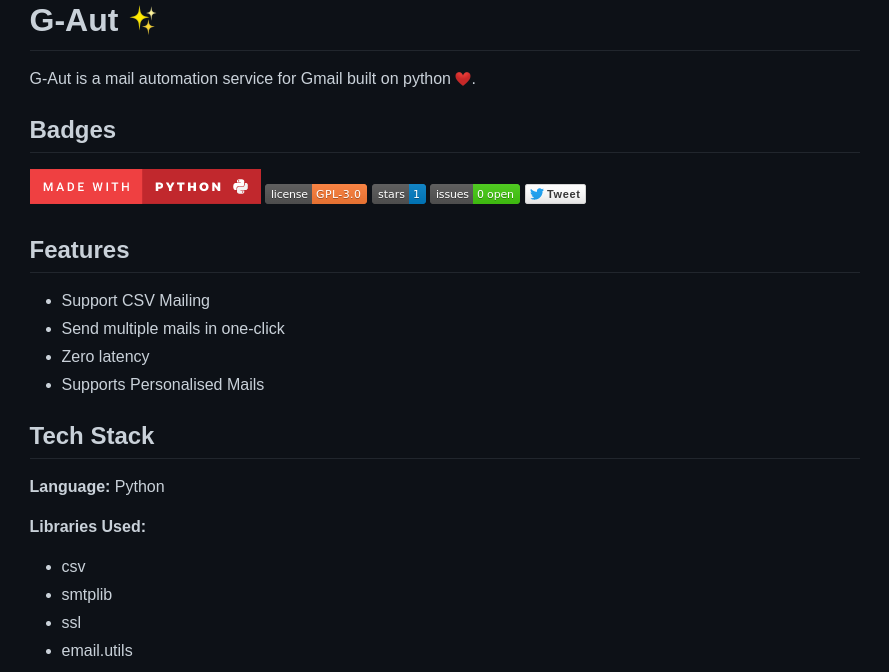 G-Aut ✨
G-Aut is a mail automation service for Gmail built on python ❤️.
Badges
MADE WITH PYTHON license GPL-3.0 stars 1 issues 0 open Tweet
Features
• Support CSV Mailing
• Send multiple mails in one-click
• Zero latency
• Supports Personalised Mails
Tech Stack
Language: Python
Libraries Used:
• csv
• smtplib
• ssl
• email.utils